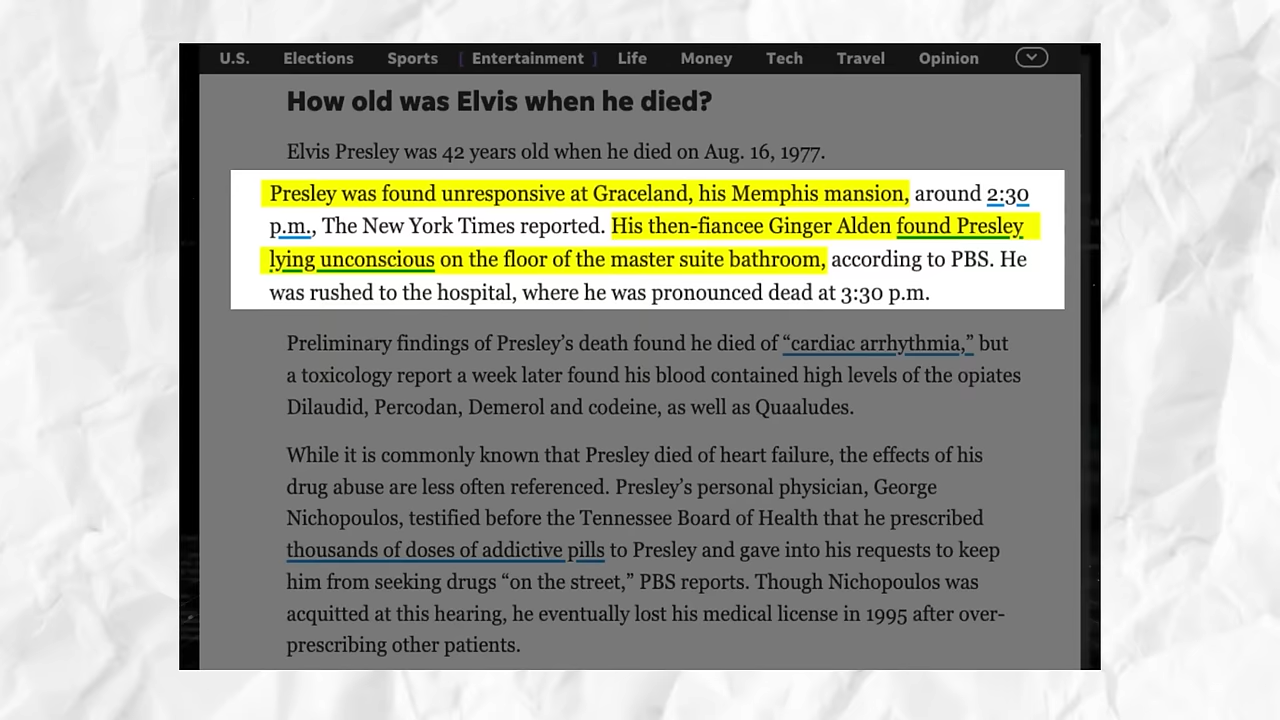 U.S. Elections Sports [ Entertainment ] Life Money Tech Travel Opinion
How old was Elvis when he died?
Elvis Presley was 42 years old when he died on Aug. 16, 1977.
Presley was found unresponsive at Graceland, his Memphis mansion, around 2:30
p.m., The New York Times reported. His then-fiancee Ginger Alden found Presley
lying unconscious on the floor of the master suite bathroom, according to PBS. He
was rushed to the hospital, where he was pronounced dead at 3:30 p.m.
Preliminary findings of Presley’s death found he died of “cardiac arrhythmia,” but
a toxicology report a week later found his blood contained high levels of the opiates
Dilaudid, Percodan, Demerol and codeine, as well as Quaaludes.
While it is commonly known that Presley died of heart failure, the effects of his
drug abuse are less often referenced. Presley’s personal physician, George
Nichopoulos, testified before the Tennessee Board of Health that he prescribed
thousands of doses of addictive pills to Presley and gave into his requests to keep
him from seeking drugs “on the street,” PBS reports. Though Nichopoulos was
acquitted at this hearing, he eventually lost his medical license in 1995 after over-
prescribing other patients.